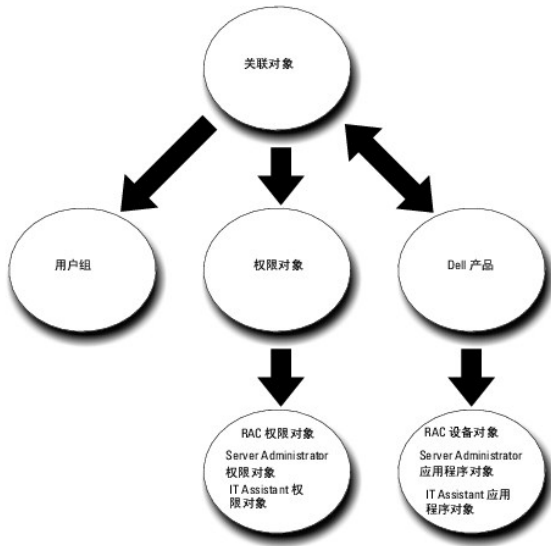 关联对象
用户组
权限对象
Dell 产品
RAC 权限对象
Server Administrator
权限对象
IT Assistant 权
限对象
RAC 设备对象
Server Administrator
应用程序对象
IT Assistant 应用
程序对象